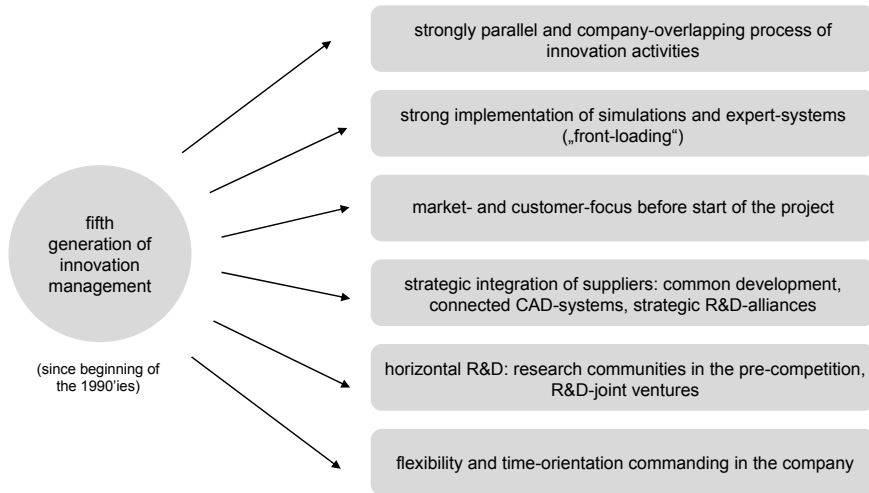 strongly parallel and company-overlapping process of
innovation activities
strong implementation of simulations and expert-systems
(„front-loading“)
market- and customer-focus before start of the project
fifth
generation of
innovation
management
strategic integration of suppliers: common development,
connected CAD-systems, strategic R&D-alliances
(since beginning of
the 1990'ies)
horizontal R&D: research communities in the pre-competition,
R&D-joint ventures
flexibility and time-orientation commanding in the company